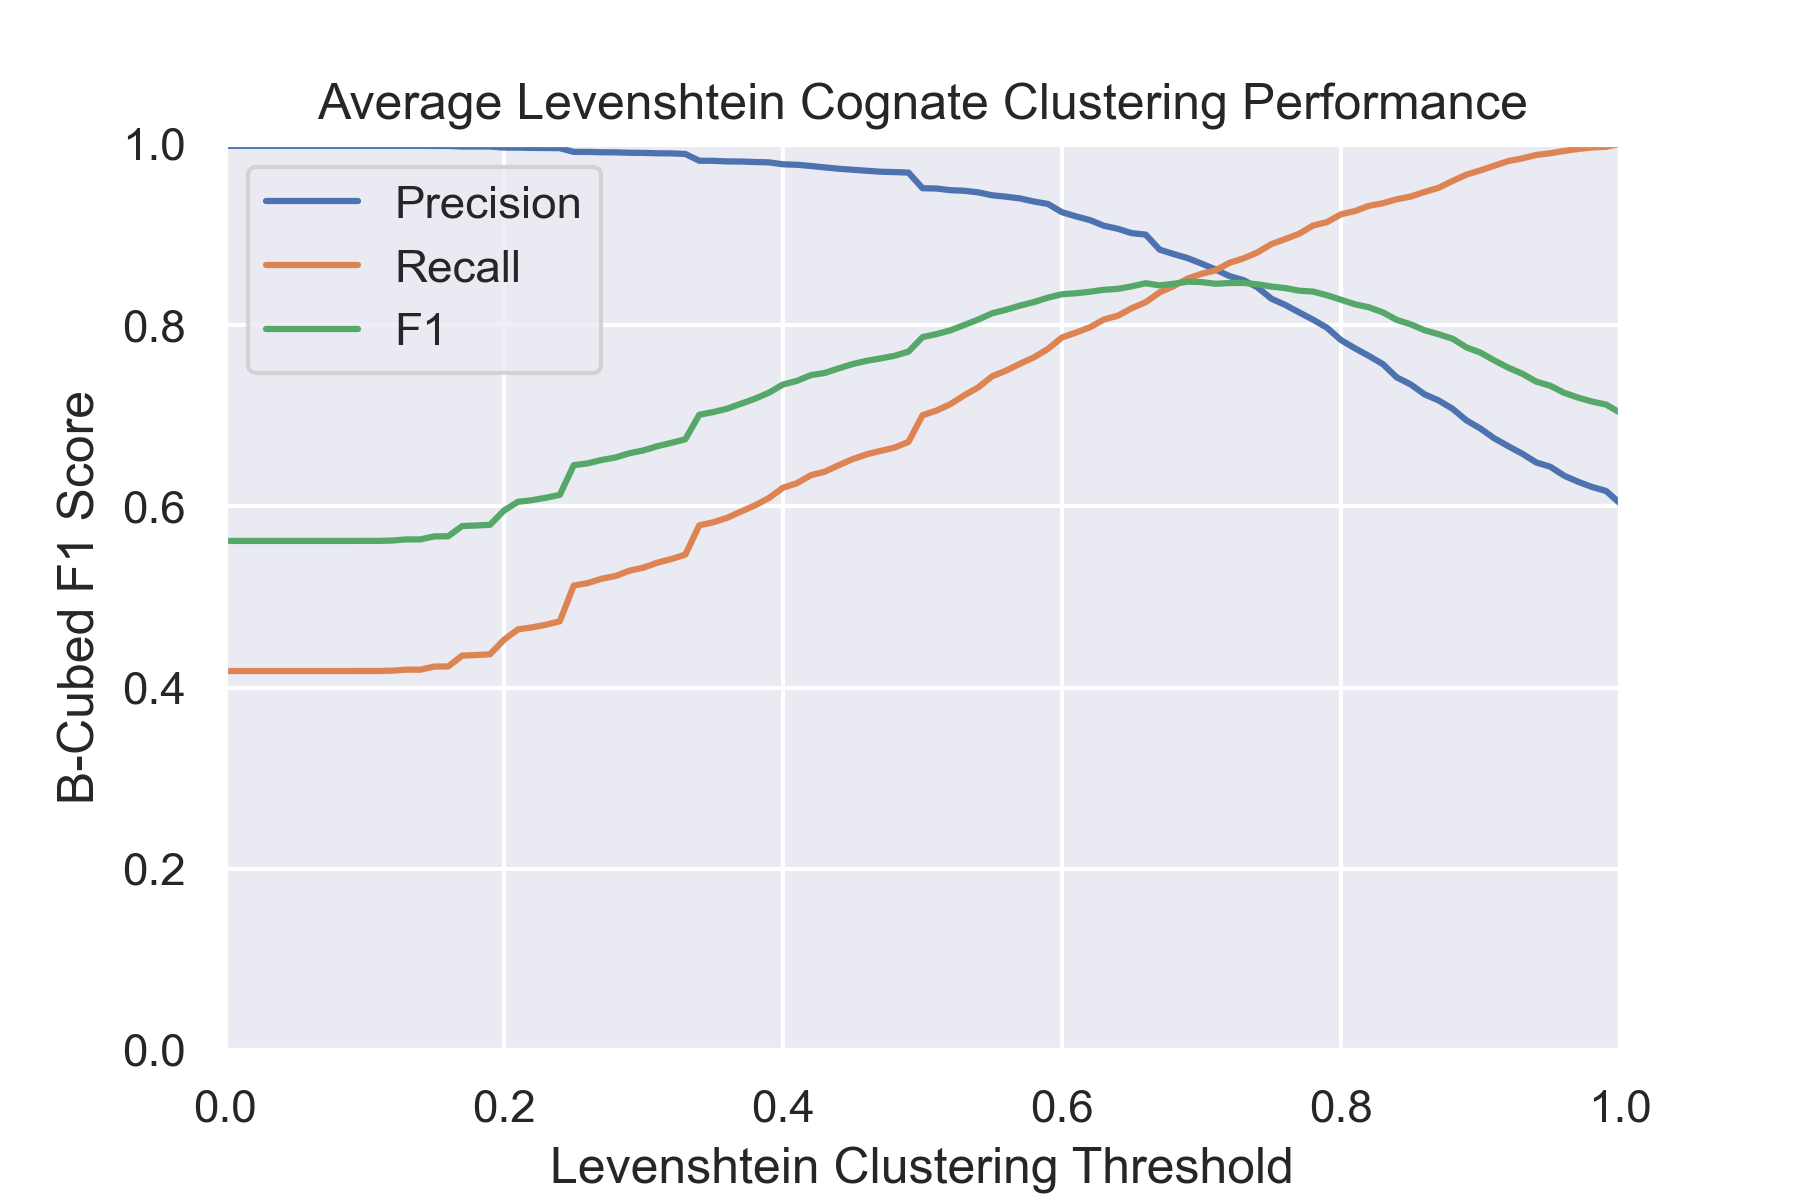 Average Levenshtein Cognate Clustering Performance
1.0
0.8
0.6
0.4
0.2
0.0
B-Cubed F1 Score
Precision
Recall
F1
0.0 0.2 0.4 0.6 0.8 1.0
Levenshtein Clustering Threshold